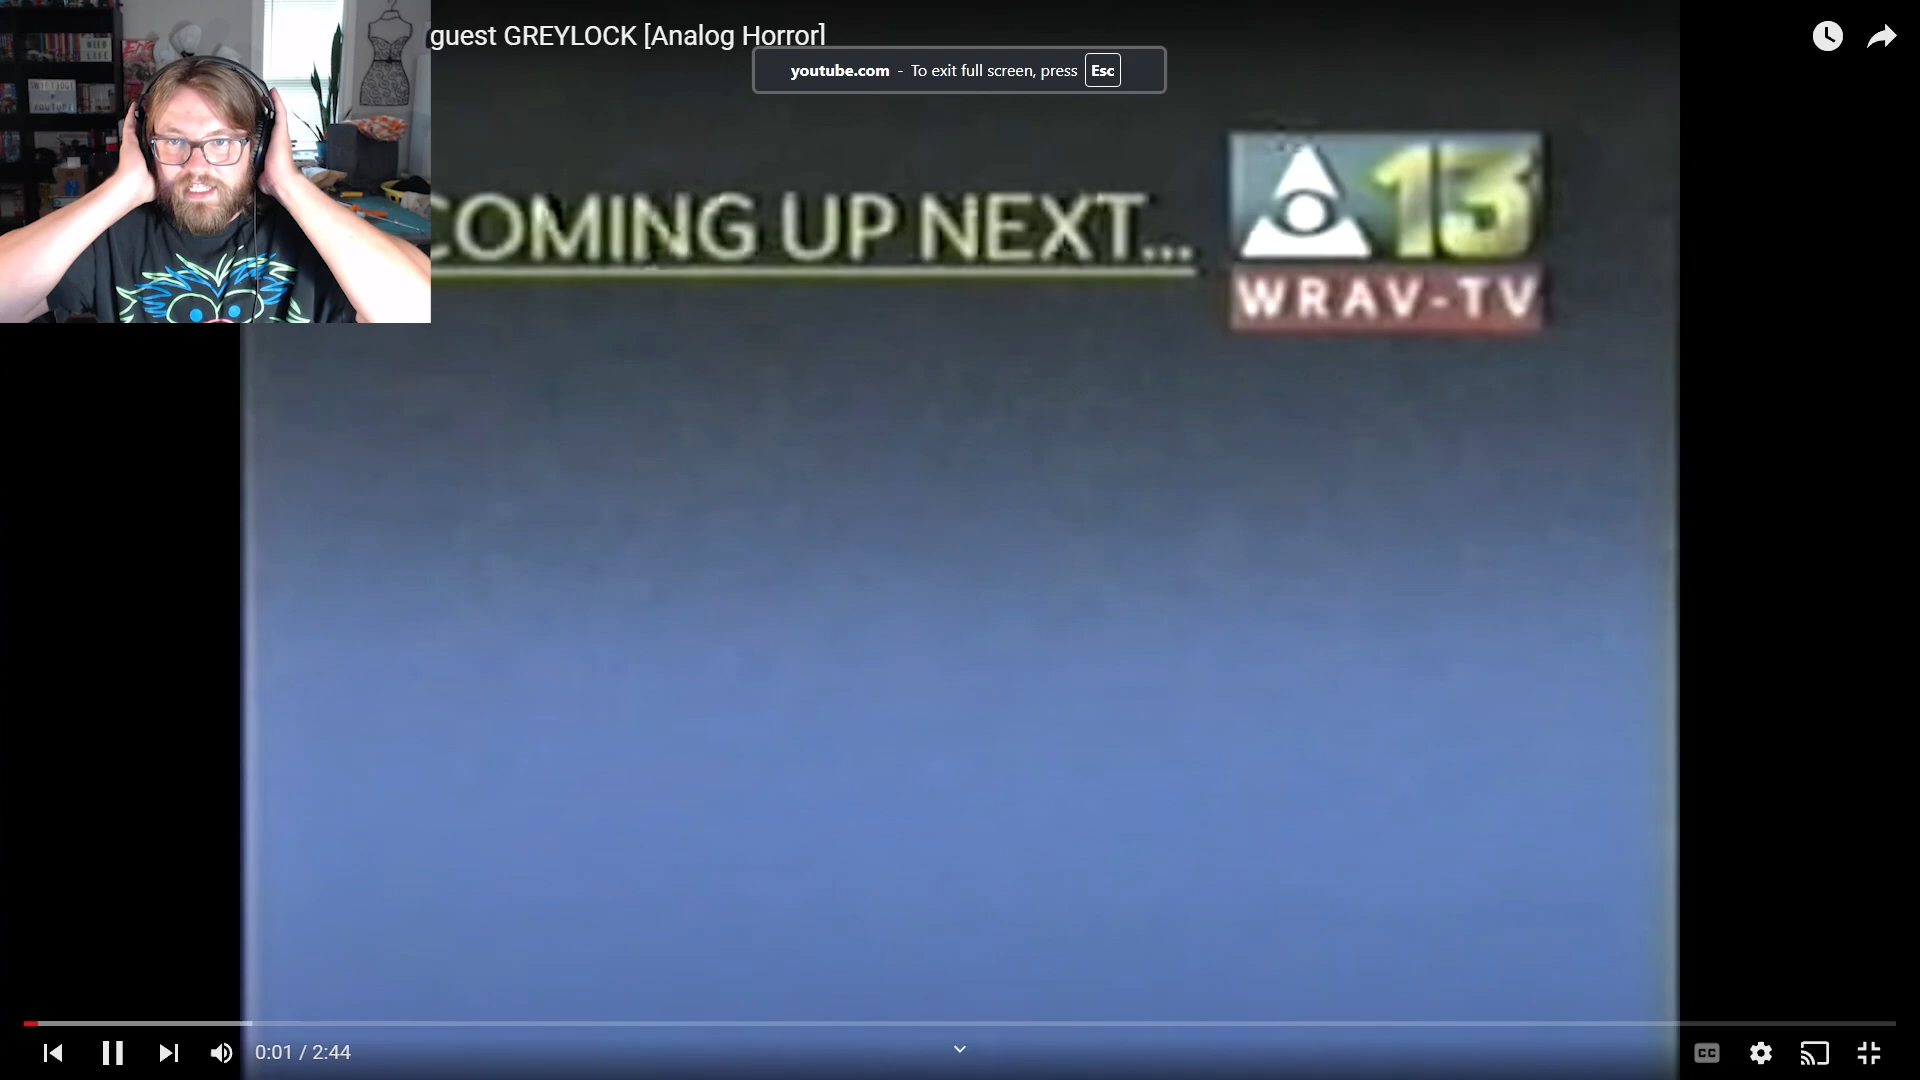 guest GREYLOCK [Analog Horror]
youtube.com - To exit full screen, press Esc
COMING UP NEXT...
13
WRAV-TV
0:01 / 2:44
CC